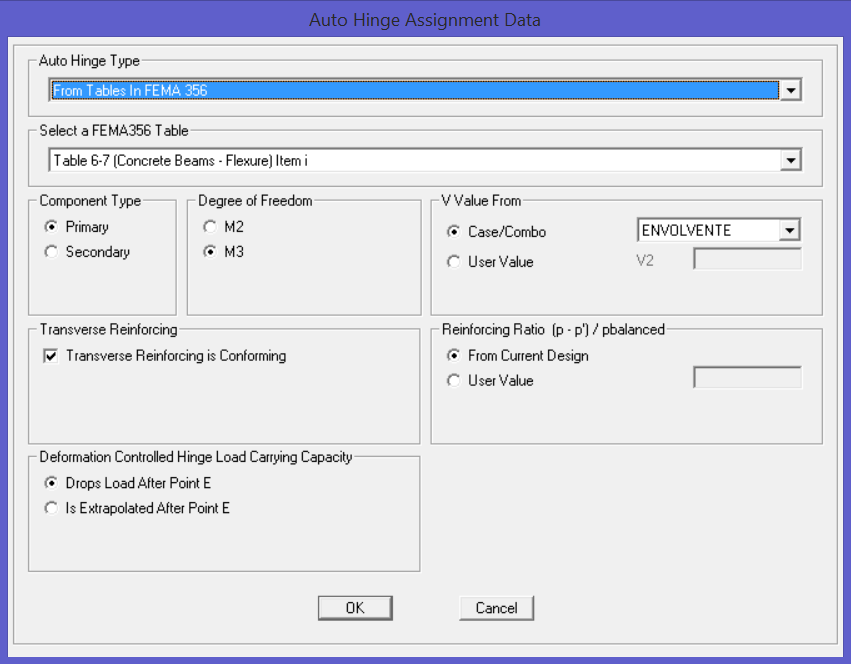 Auto Hinge Assignment Data
Auto Hinge Type
From Tables In FEMA 356
Select a FEMA356 Table
Table 6-7 (Concrete Beams - Flexure) Item i
Component Type
Primary
Secondary
Degree of Freedom
M2
M3
V Value From
Case/Combo
ENVOLVENTE
User Value
V2
Transverse Reinforcing
Transverse Reinforcing is Conforming
Reinforcing Ratio (p - p') / pbalanced
From Current Design
User Value
Deformation Controlled Hinge Load Carrying Capacity
Drops Load After Point E
Is Extrapolated After Point E
OK
Cancel